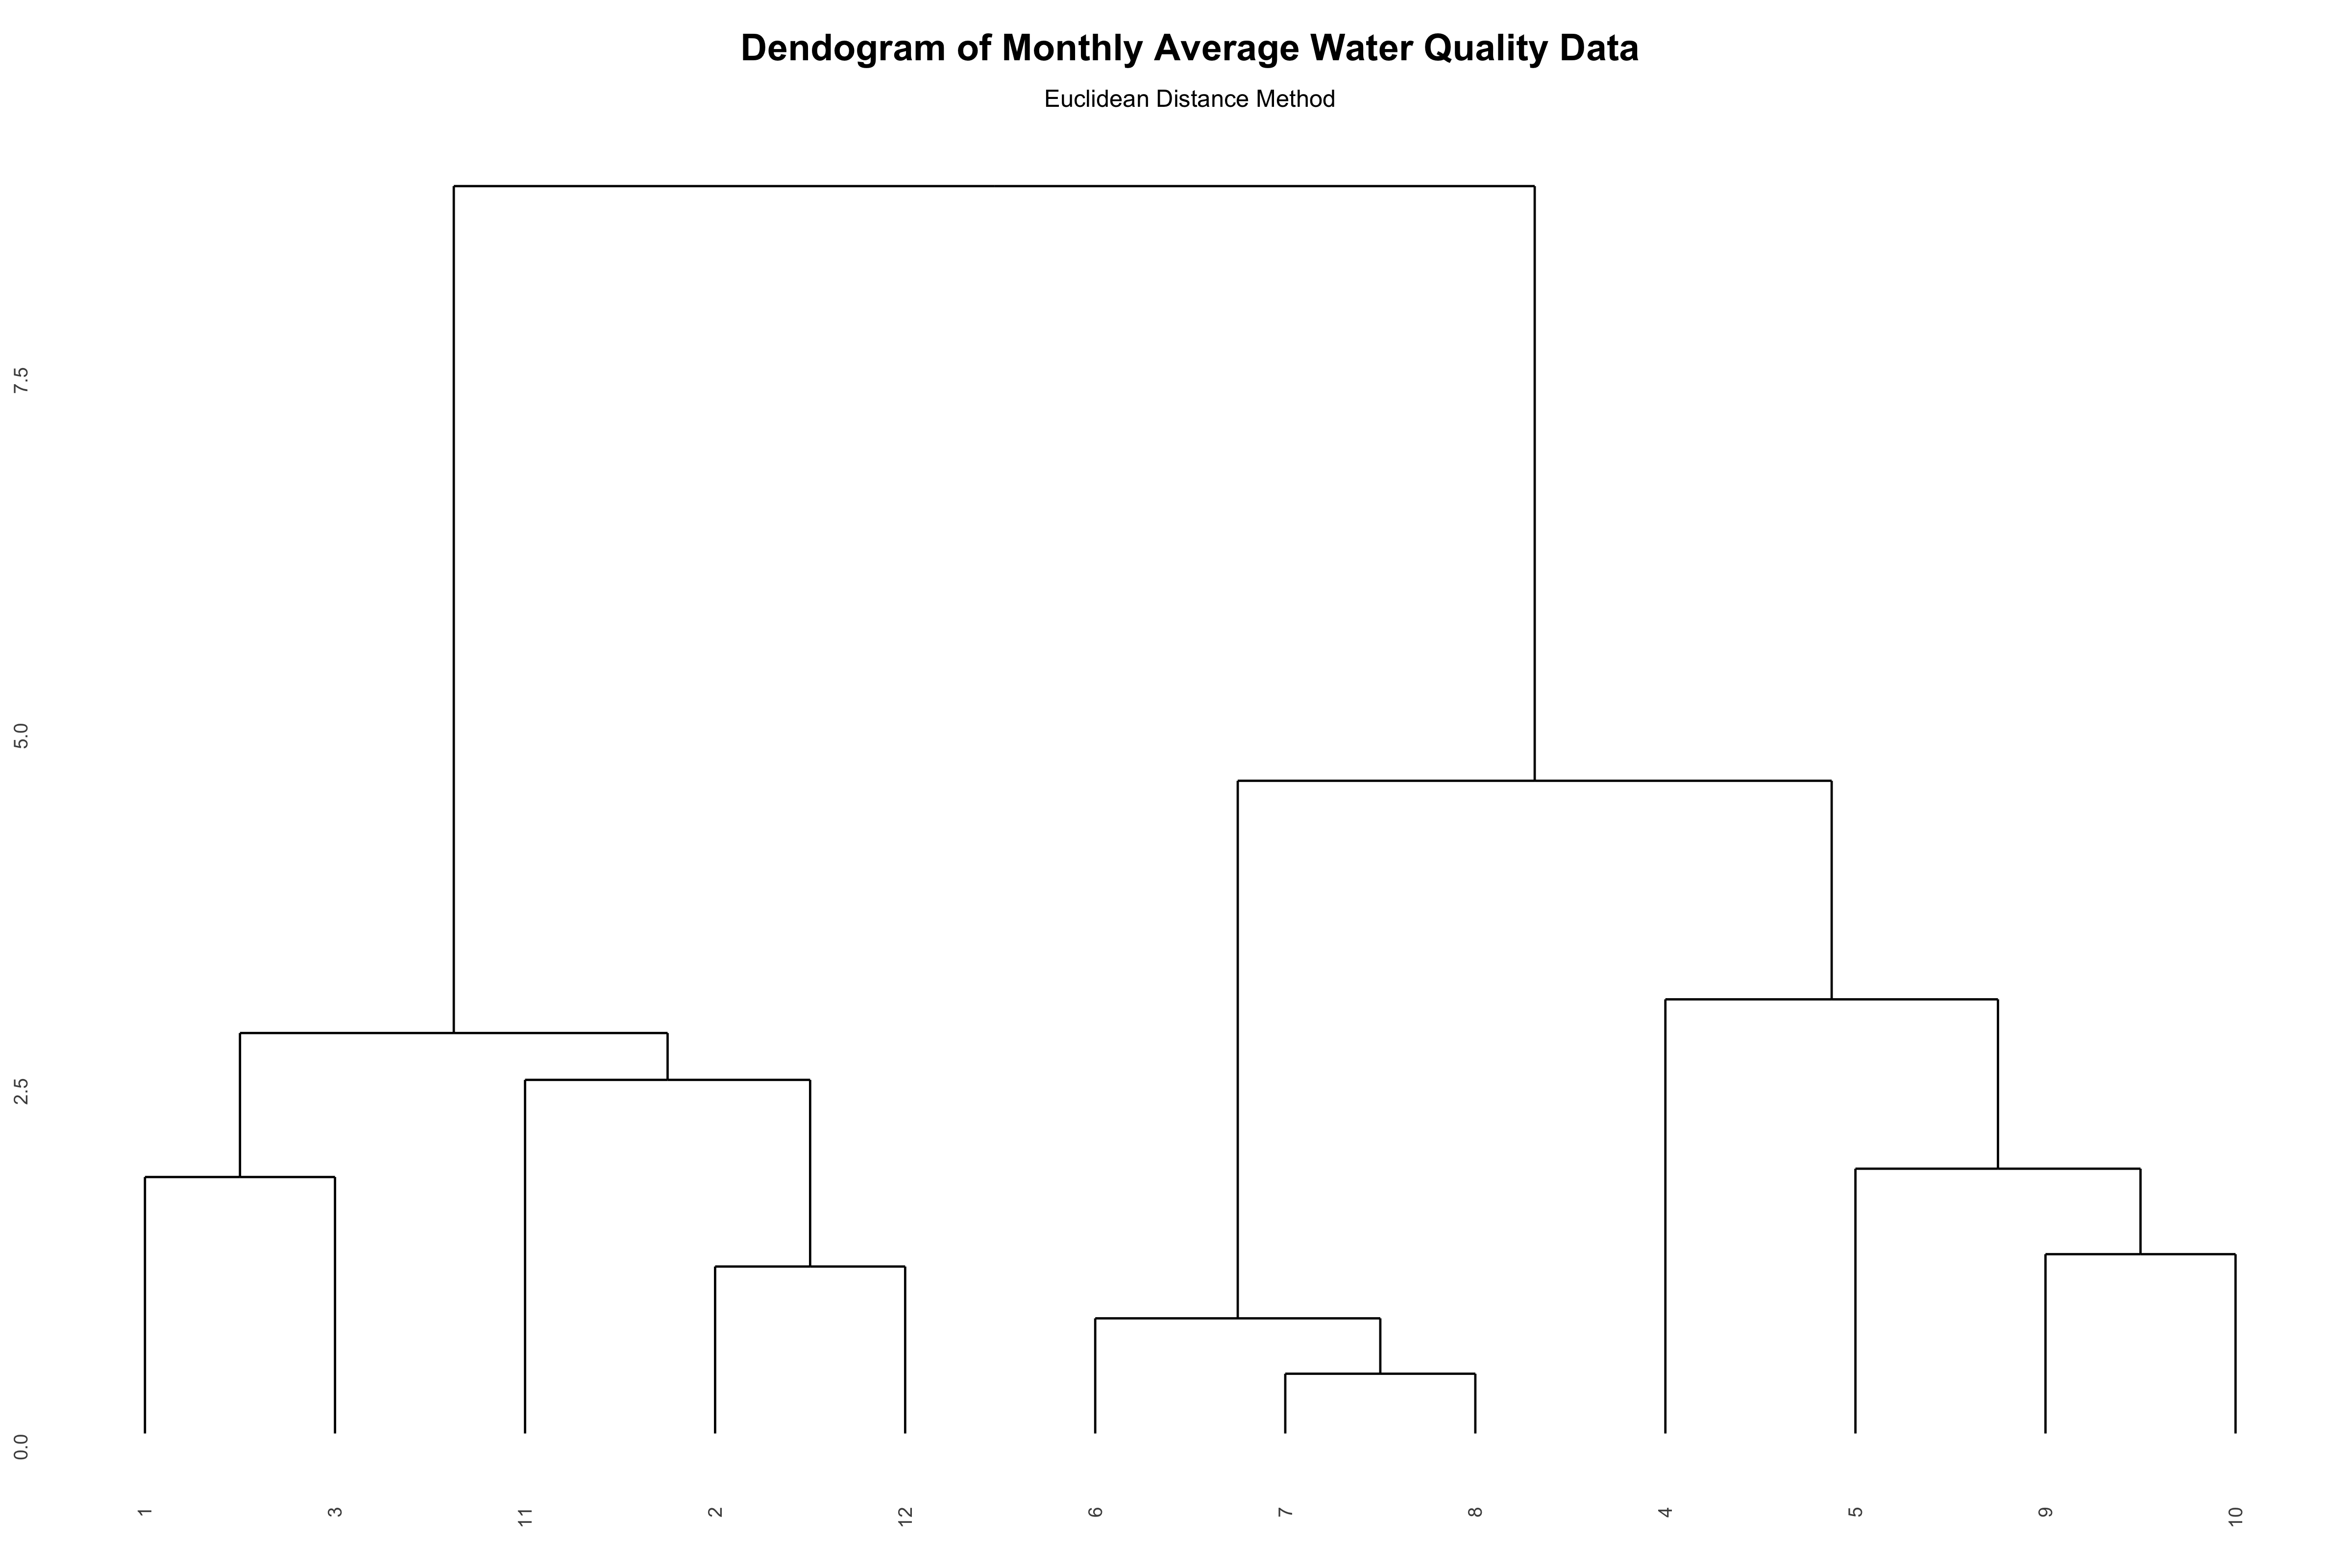 Dendogram of Monthly Average Water Quality Data
Euclidean Distance Method
7.5
5.0
2.5
0.0
1 3 11 2 12 6 7 8 4 5 9 10